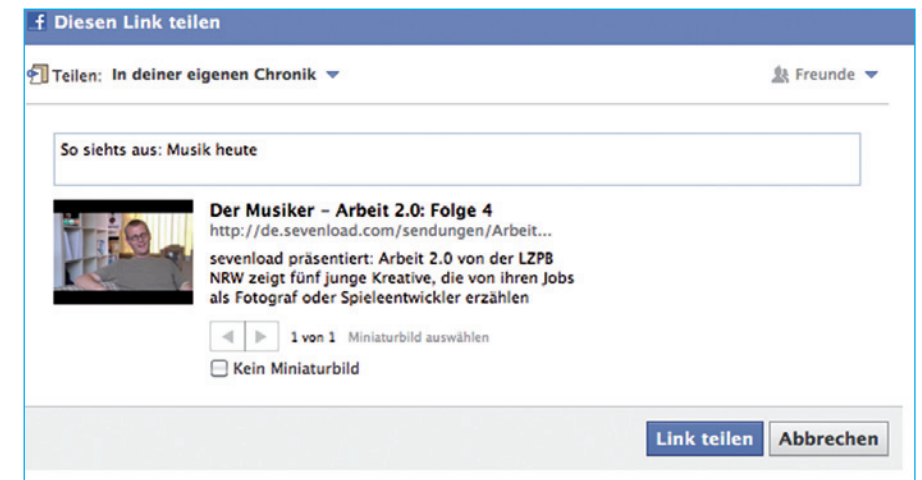 f Diesen Link teilen
Teilen: In deiner eigenen Chronik
Freunde
So siehts aus: Musik heute
Der Musiker – Arbeit 2.0: Folge 4
http://de.sevenload.com/sendungen/Arbeit...
sevenload präsentiert: Arbeit 2.0 von der LZPB
NRW zeigt fünf junge Kreative, die von ihren Jobs
als Fotograf oder Spieleentwickler erzählen
1 von 1 Miniaturbild auswählen
Kein Miniaturbild
Link teilen
Abbrechen